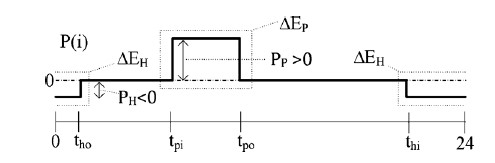 P(i)
ΔE_H
ΔE_P
P_P >0
ΔE_H
0
P_H<0
0
t_ho
t_pi
t_po
t_hi
24